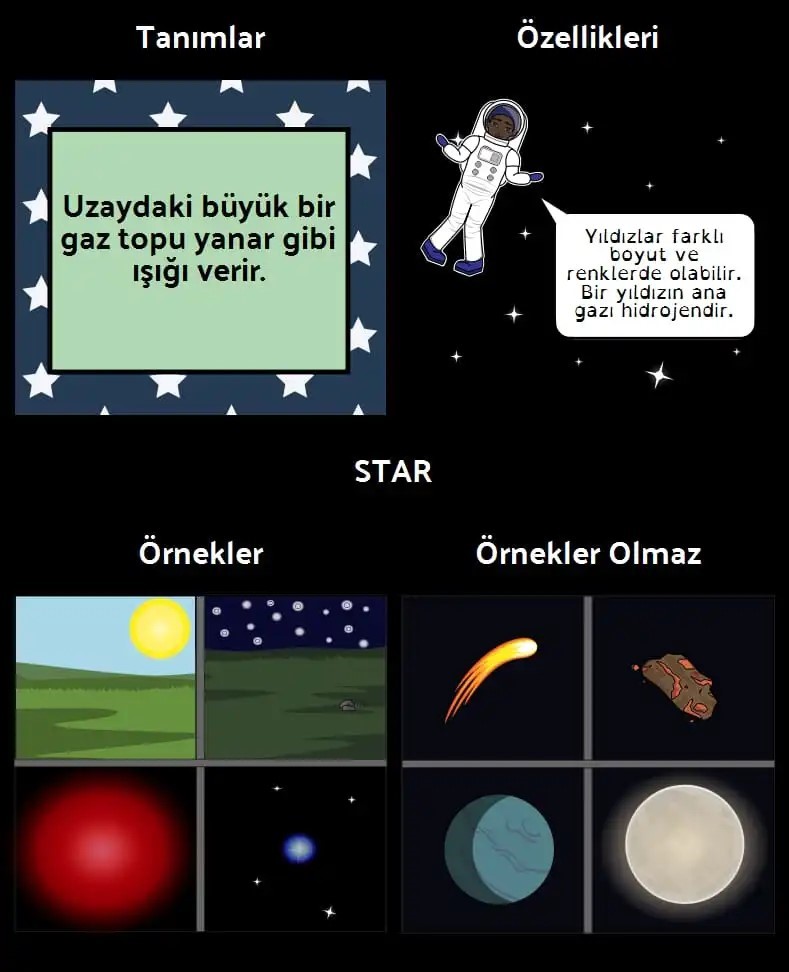 Tanımlar
Özellikleri
Uzaydaki büyük bir
gaz topu yanar gibi
ışığı verir.
Yıldızlar farklı
boyut ve
renklerde olabilir.
Bir yıldızın ana
gazı hidrojendir.
STAR
Örnekler
Örnekler Olmaz